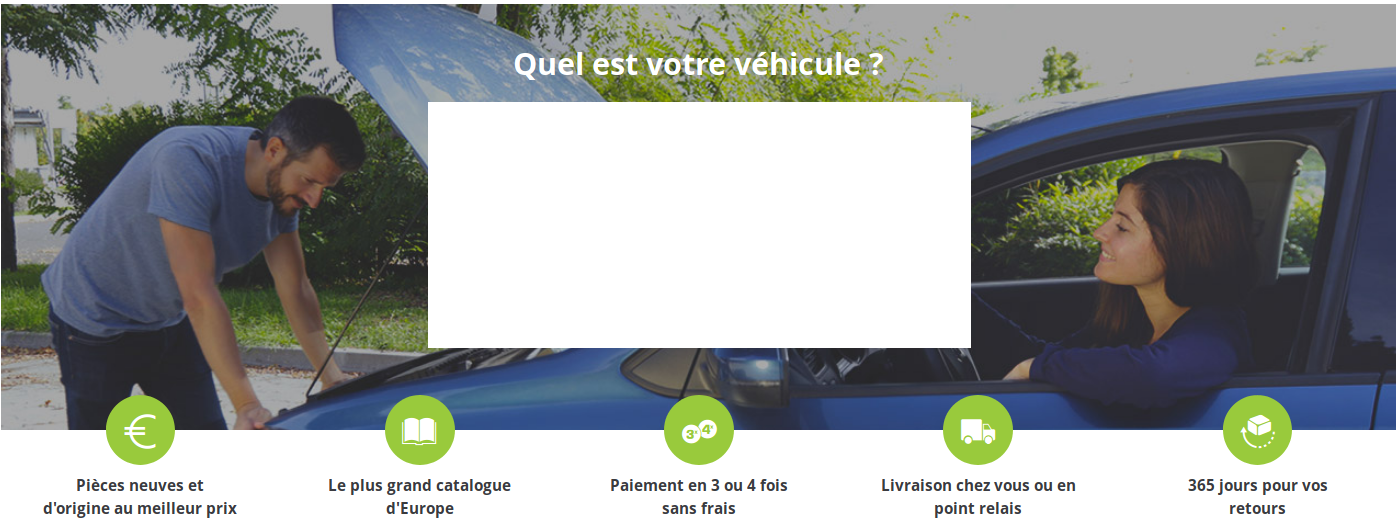 Quel est votre véhicule ?
€
3x 4x
Pièces neuves et
d'origine au meilleur prix
Le plus grand catalogue
d'Europe
Paiement en 3 ou 4 fois
sans frais
Livraison chez vous ou en
point relais
365 jours pour vos
retours